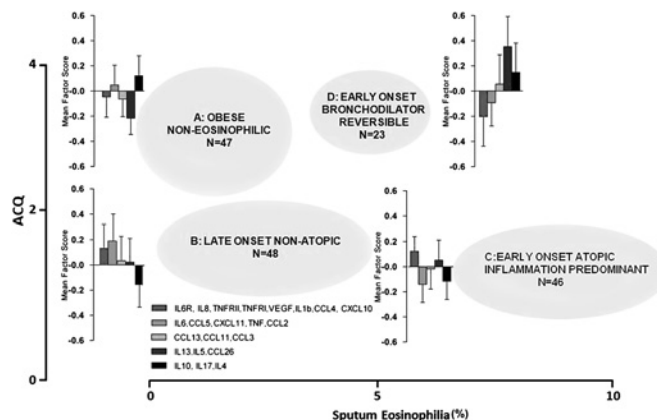 0.6
0.4
0.2
0.0
-0.2
-0.4
-0.6
Mean Factor Score
A: OBESE
NON-EOSINOPHILIC
N=47
D: EARLY ONSET
BRONCHODILATOR
REVERSIBLE
N=23
0.6
0.4
0.2
0.0
-0.2
-0.4
-0.6
Mean Factor Score
4
2
0
ACQ
0.6
0.4
0.2
0.0
-0.2
-0.4
-0.6
Mean Factor Score
B: LATE ONSET NON-ATOPIC
N=48
0.6
0.4
0.2
0.0
-0.2
-0.4
-0.6
Mean Factor Score
C:EARLY ONSET ATOPIC
INFLAMMATION PREDOMINANT
N=46
IL6R, IL8,TNFRII,TNFRI,VEGF,IL1b,CCL4, CXCL10
IL6,CCL5,CXCL11,TNF,CCL2
CCL13,CCL11,CCL3
IL13,IL5,CCL26
IL10, IL17,IL4
0
5
10
Sputum Eosinophilia(%)